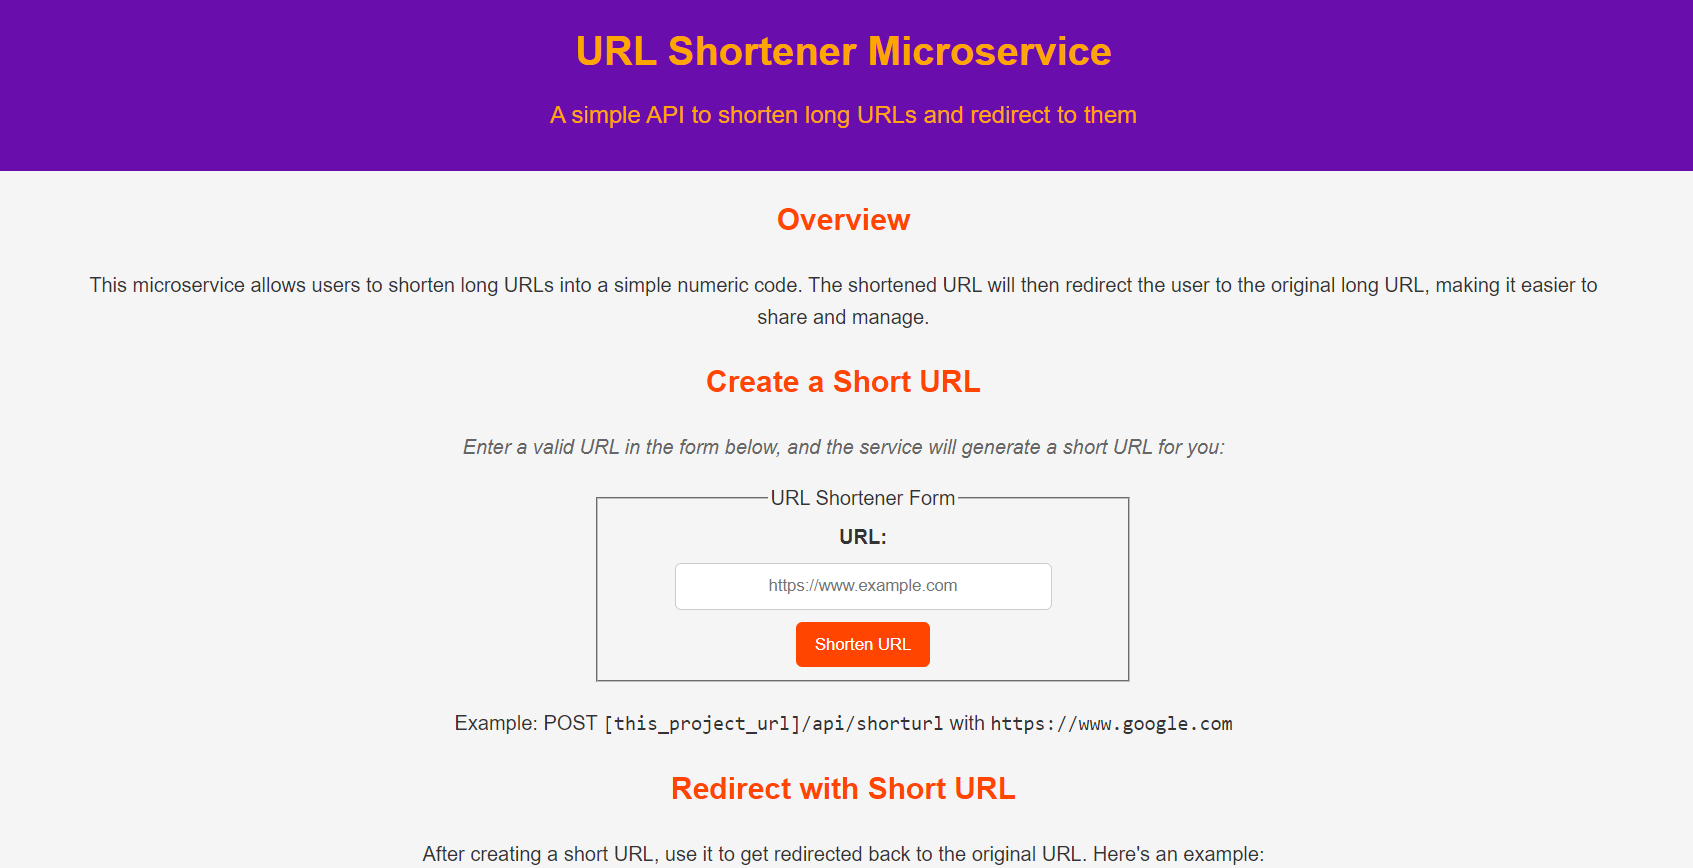 URL Shortener Microservice
A simple API to shorten long URLs and redirect to them
Overview
This microservice allows users to shorten long URLs into a simple numeric code. The shortened URL will then redirect the user to the original long URL, making it easier to
share and manage.
Create a Short URL
Enter a valid URL in the form below, and the service will generate a short URL for you:
URL Shortener Form
URL:
https://www.example.com
Shorten URL
Example: POST [this_project_url]/api/shorturl with https://www.google.com
Redirect with Short URL
After creating a short URL, use it to get redirected back to the original URL. Here's an example: